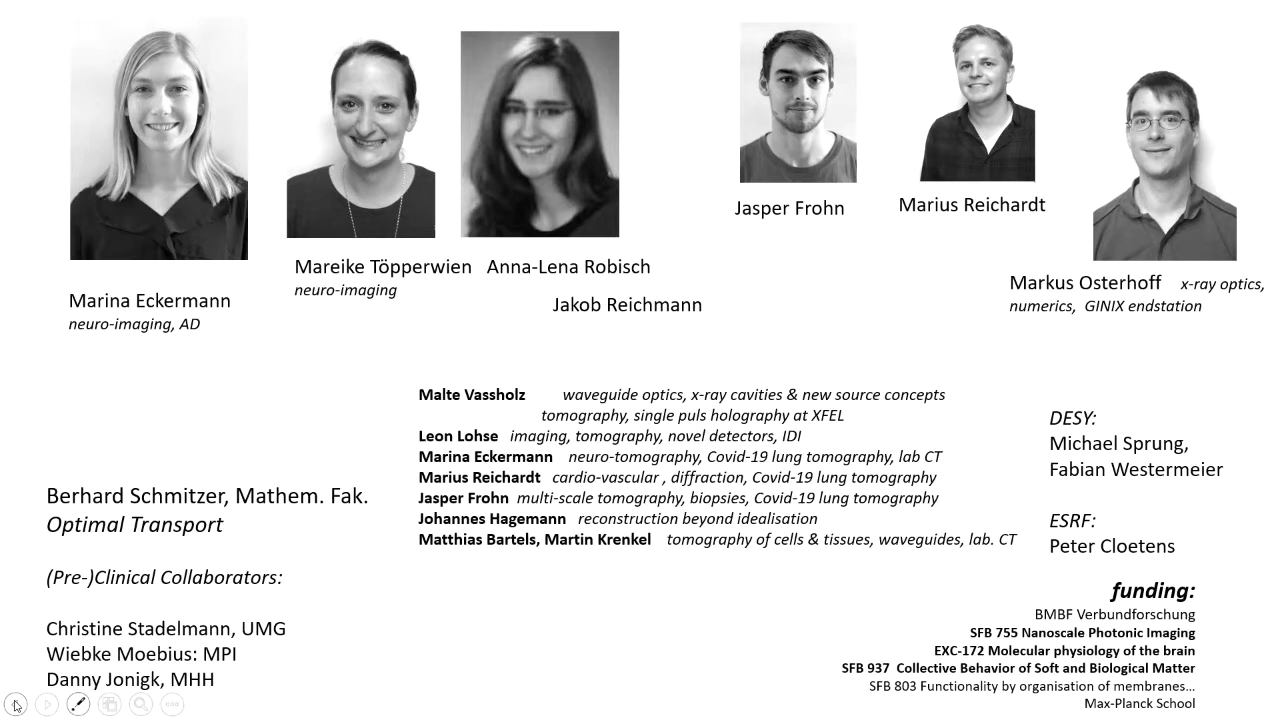 Jasper Frohn
Marius Reichardt
Mareike Töpperwien Anna-Lena Robisch
neuro-imaging
Jakob Reichmann
Marina Eckermann
neuro-imaging, AD
Markus Osterhoff x-ray optics,
numerics, GINIX endstation
Malte Vassholz waveguide optics, x-ray cavities & new source concepts
tomography, single puls holography at XFEL
Leon Lohse imaging, tomography, novel detectors, IDI
Marina Eckermann neuro-tomography, Covid-19 lung tomography, lab CT
Marius Reichardt cardio-vascular , diffraction, Covid-19 lung tomography
Jasper Frohn multi-scale tomography, biopsies, Covid-19 lung tomography
Johannes Hagemann reconstruction beyond idealisation
Matthias Bartels, Martin Krenkel tomography of cells & tissues, waveguides, lab. CT
DESY:
Michael Sprung,
Fabian Westermeier
ESRF:
Peter Cloetens
Berhard Schmitzer, Mathem. Fak.
Optimal Transport
(Pre-)Clinical Collaborators:
Christine Stadelmann, UMG
Wiebke Moebius: MPI
Danny Jonigk, MHH
funding:
BMBF Verbundforschung
SFB 755 Nanoscale Photonic Imaging
EXC-172 Molecular physiology of the brain
SFB 937 Collective Behavior of Soft and Biological Matter
SFB 803 Functionality by organisation of membranes…
Max-Planck School